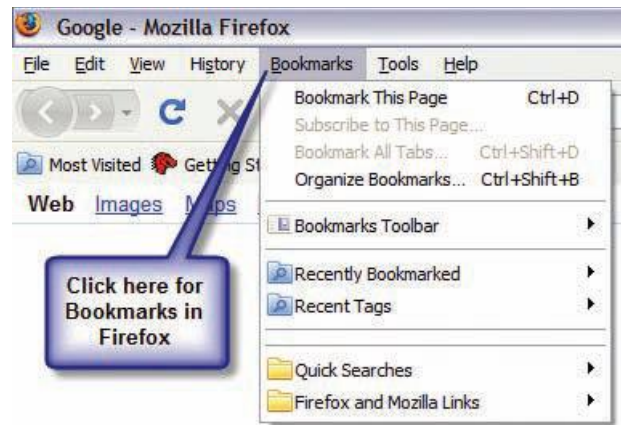 Google - Mozilla Firefox
File Edit View History Bookmarks Tools Help
Bookmark This Page Ctrl+D
Subscribe to This Page...
Bookmark All Tabs... Ctrl+Shift+D
Organize Bookmarks... Ctrl+Shift+B
Most Visited
Web Images
Bookmarks Toolbar
Recently Bookmarked
Recent Tags
Quick Searches
Firefox and Mozilla Links
Click here for
Bookmarks in
Firefox